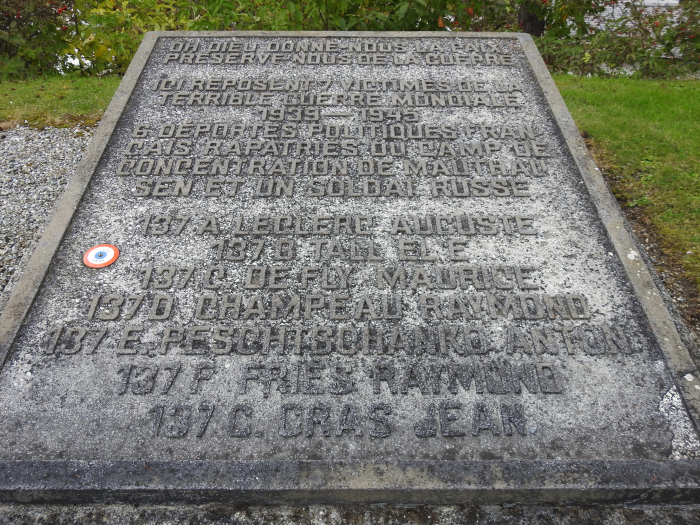 OH DIEU DONNE-NOUS LA PAIX
PRESERVE-NOUS DE LA GUERRE
ICI REPOSENT 7 VICTIMES DE LA
TERRIBLE GUERRE MONDIALE
1939-1945
6 DEPORTES POLITIQUES FRAN-
CAIS RAPATRIES DU CAMP DE
CONCENTRATION DE MAUTHAU
SEN ET UN SOLDAT RUSSE
137 A LECLERC AUGUSTE
137 B
137 C DE FLY MAURICE
137 D CHAMPEAU RAYMOND
137 E PESCHTSCHANKO ANTON
137 F FRIES RAYMOND
137 G GRAS JEAN